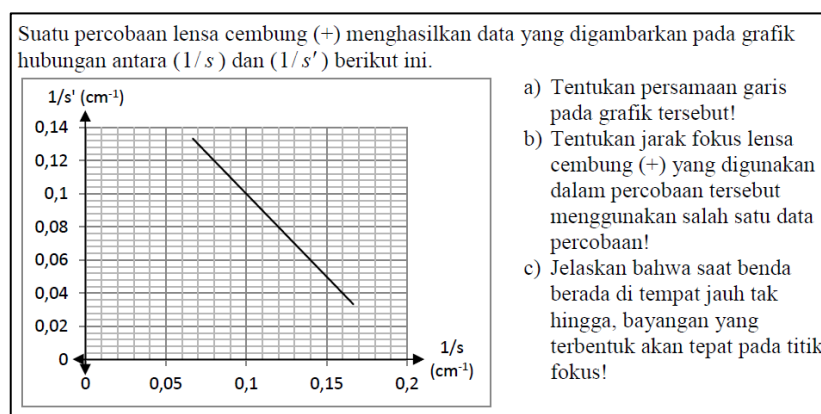 Suatu percobaan lensa cembung (+) menghasilkan data yang digambarkan pada grafik
hubungan antara (1/s) dan (1/s′) berikut ini.
1/s' (cm⁻¹)
0,14
0,12
0,1
0,08
0,06
0,04
0,02
0
0
0,05
0,1
0,15
0,2
1/s
(cm⁻¹)
a) Tentukan persamaan garis
pada grafik tersebut!
b) Tentukan jarak fokus lensa
cembung (+) yang digunakan
dalam percobaan tersebut
menggunakan salah satu data
percobaan!
c) Jelaskan bahwa saat benda
berada di tempat jauh tak
hingga, bayangan yang
terbentuk akan tepat pada titik
fokus!